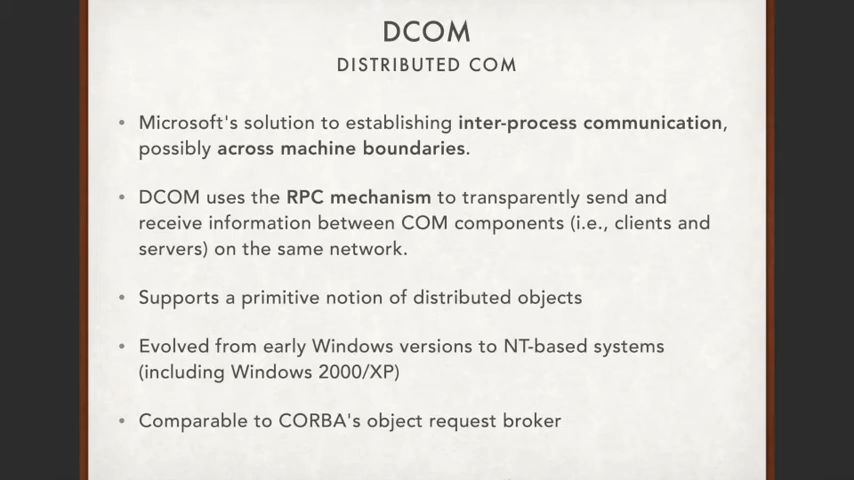 DCOM
DISTRIBUTED COM
• Microsoft's solution to establishing inter-process communication,
possibly across machine boundaries.
• DCOM uses the RPC mechanism to transparently send and
receive information between COM components (i.e., clients and
servers) on the same network.
• Supports a primitive notion of distributed objects
• Evolved from early Windows versions to NT-based systems
(including Windows 2000/XP)
• Comparable to CORBA's object request broker